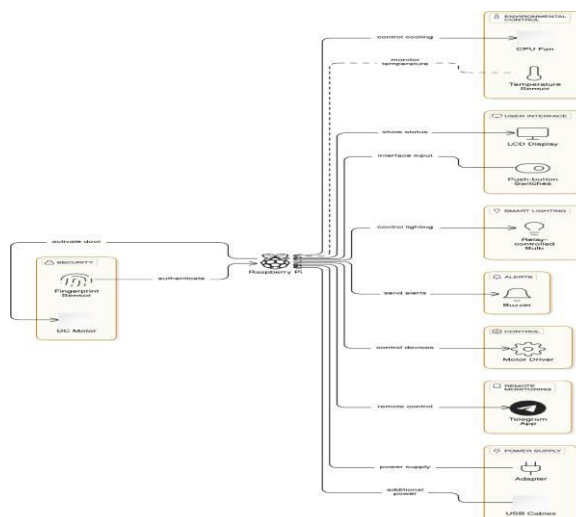 ENVIRONMENTAL
CONTROL
control cooling
CPU Fan
monitor
temperature
Temperature
Sensor
USER INTERFACE
show status
LCD Display
interface input
Push-button
Switches
SMART LIGHTING
control lighting
Relay-
controlled
Bulb
activate door
SECURITY
Fingerprint
Sensor
authenticate
DC Motor
Raspberry Pi
ALERTS
send alerts
Buzzer
CONTROL
control devices
Motor Driver
REMOTE
MONITORING
remote control
Telegram
App
POWER SUPPLY
power supply
Adapter
additional
power
USB Cables